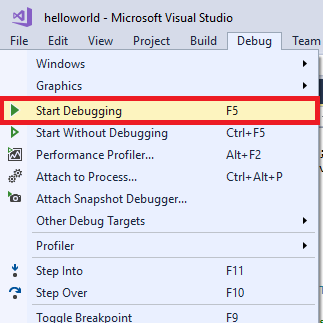 helloworld - Microsoft Visual Studio
File Edit View Project Build Debug Team
Windows
Graphics
Start Debugging F5
Start Without Debugging Ctrl+F5
Performance Profiler... Alt+F2
Attach to Process... Ctrl+Alt+P
Attach Snapshot Debugger...
Other Debug Targets
Profiler
Step Into F11
Step Over F10
Toggle Breakpoint F9